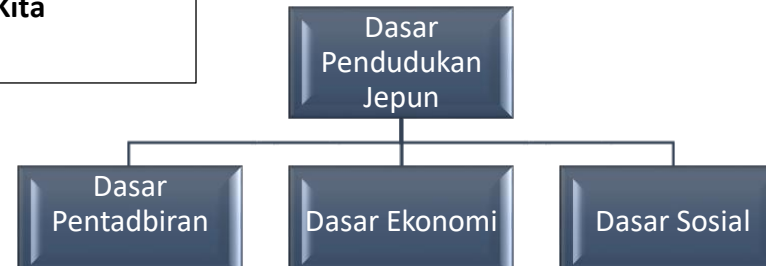 Kita
Dasar
Pendudukan
Jepun
Dasar
Pentadbiran
Dasar Ekonomi
Dasar Sosial